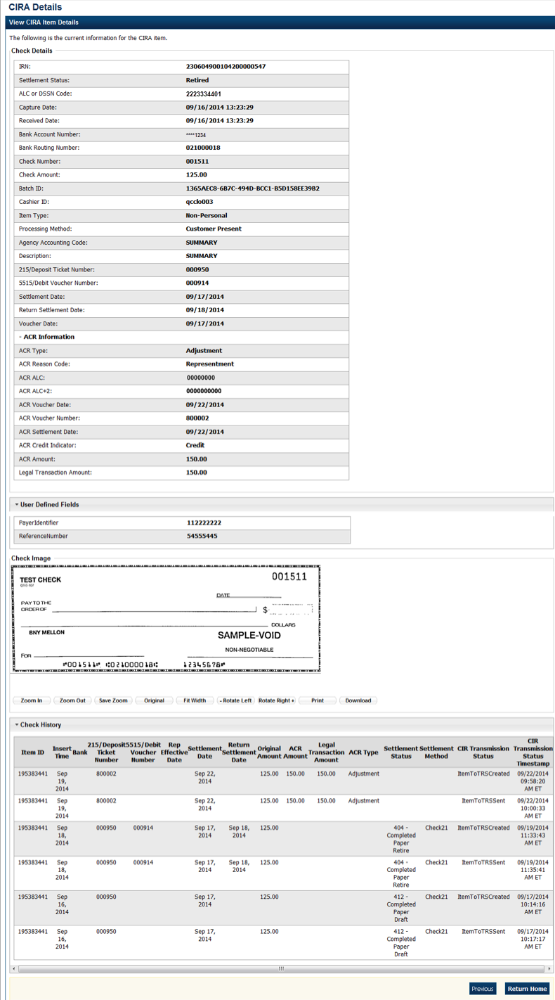 CIRA Details
View CIRA Item Details
The following is the current information for the CIRA item.
Check Details
IRN: 230604900104200000547
Settlement Status: Retired
ALC or DSSN Code: 2223334401
Capture Date: 09/16/2014 13:23:29
Received Date: 09/16/2014 13:23:29
Bank Account Number: ****1234
Bank Routing Number: 021000018
Check Number: 001511
Check Amount: 125.00
Batch ID: 1365AEC8-6B7C-494D-BCC1-B5D158EE39B2
Cashier ID: qcclo003
Item Type: Non-Personal
Processing Method: Customer Present
Agency Accounting Code: SUMMARY
Description: SUMMARY
215/Deposit Ticket Number: 000950
5515/Debit Voucher Number: 000914
Settlement Date: 09/17/2014
Return Settlement Date: 09/18/2014
Voucher Date: 09/17/2014
- ACR Information
ACR Type: Adjustment
ACR Reason Code: Representment
ACR ALC: 00000000
ACR ALC+2: 0000000000
ACR Voucher Date: 09/22/2014
ACR Voucher Number: 800002
ACR Settlement Date: 09/22/2014
ACR Credit Indicator: Credit
ACR Amount: 150.00
Legal Transaction Amount: 150.00
User Defined Fields
PayerIdentifier 112222222
ReferenceNumber 54555445
Check Image
TEST CHECK 001511
DATE
PAY TO THE
ORDER OF $
DOLLARS
BNY MELLON
SAMPLE-VOID
NON-NEGOTIABLE
FOR
⑈001511⑈ ⑆021000018⑆ 12345678⑈
Zoom In Zoom Out Save Zoom Original Fit Width - Rotate Left Rotate Right + Print Download
Check History
Item ID Insert Time Bank 215/Deposit Ticket Number 5515/Debit Voucher Number Rep Effective Date Settlement Date Return Settlement Date Original Amount ACR Amount Legal Transaction Amount ACR Type Settlement Status Settlement Method CIR Transmission Status CIR Transmission Status Timestamp
195383441 Sep 19, 2014 800002 Sep 22, 2014 125.00 150.00 150.00 Adjustment ItemToTRSCreated 09/22/2014 09:58:20 AM ET
195383441 Sep 19, 2014 800002 Sep 22, 2014 125.00 150.00 150.00 Adjustment ItemToTRSSent 09/22/2014 10:00:33 AM ET
195383441 Sep 18, 2014 000950 000914 Sep 17, 2014 Sep 18, 2014 125.00 404 - Completed Paper Retire Check21 ItemToTRSCreated 09/19/2014 11:33:43 AM ET
195383441 Sep 18, 2014 000950 000914 Sep 17, 2014 Sep 18, 2014 125.00 404 - Completed Paper Retire Check21 ItemToTRSSent 09/19/2014 11:35:41 AM ET
195383441 Sep 16, 2014 000950 Sep 17, 2014 125.00 412 - Completed Paper Draft Check21 ItemToTRSCreated 09/17/2014 10:14:16 AM ET
195383441 Sep 16, 2014 000950 Sep 17, 2014 125.00 412 - Completed Paper Draft Check21 ItemToTRSSent 09/17/2014 10:17:17 AM ET
Previous Return Home